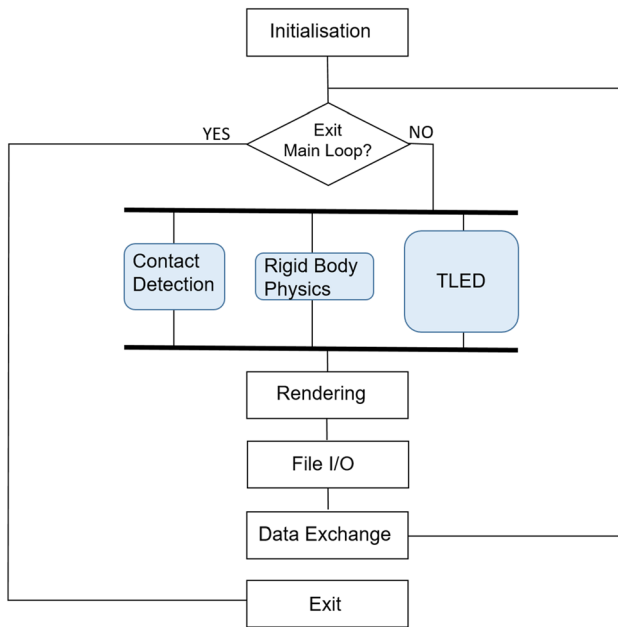 Initialisation
Exit
Main Loop?
YES
NO
Contact
Detection
Rigid Body
Physics
TLED
Rendering
File I/O
Data Exchange
Exit